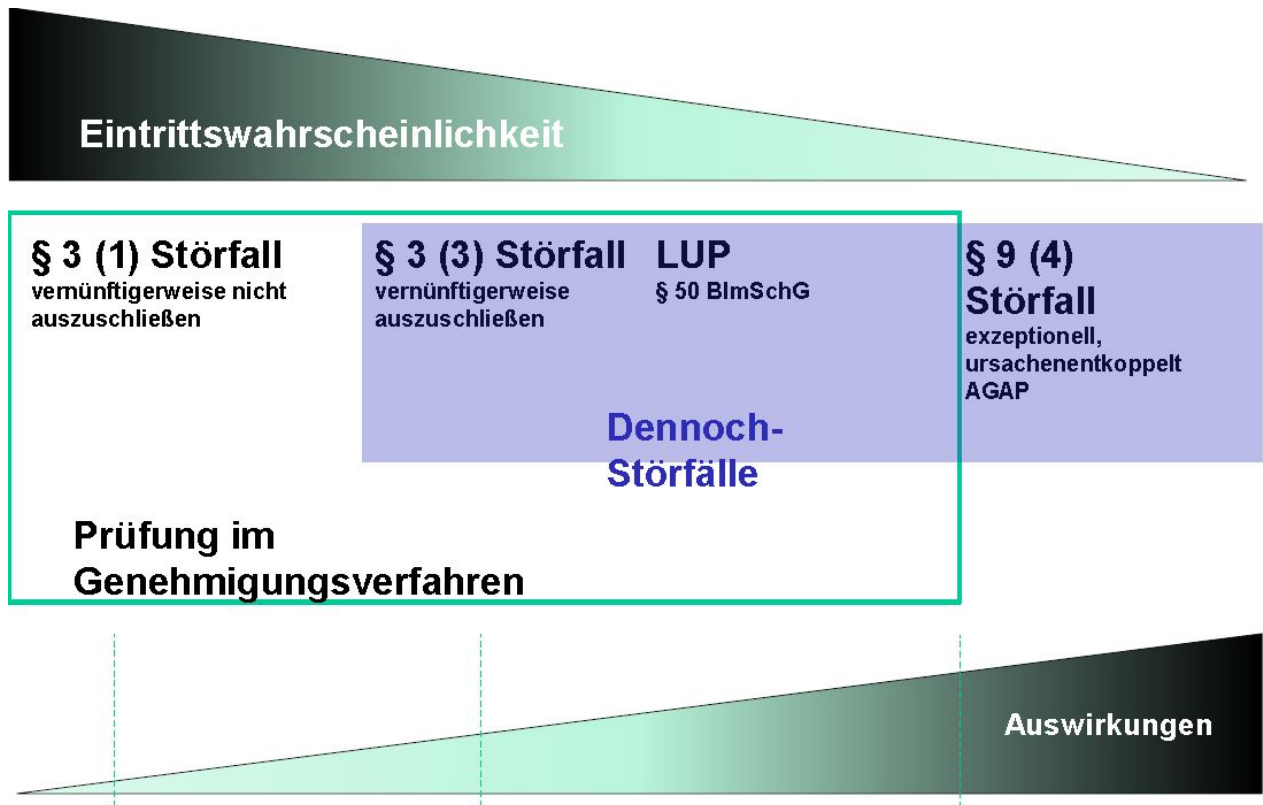 Eintrittswahrscheinlichkeit
§ 3 (1) Störfall
vernünftigerweise nicht
auszuschließen
§ 3 (3) Störfall
vernünftigerweise
auszuschließen
LUP
§ 50 BImSchG
§ 9 (4)
Störfall
exzeptionell,
ursachenentkoppelt
AGAP
Dennoch-
Störfälle
Prüfung im
Genehmigungsverfahren
Auswirkungen